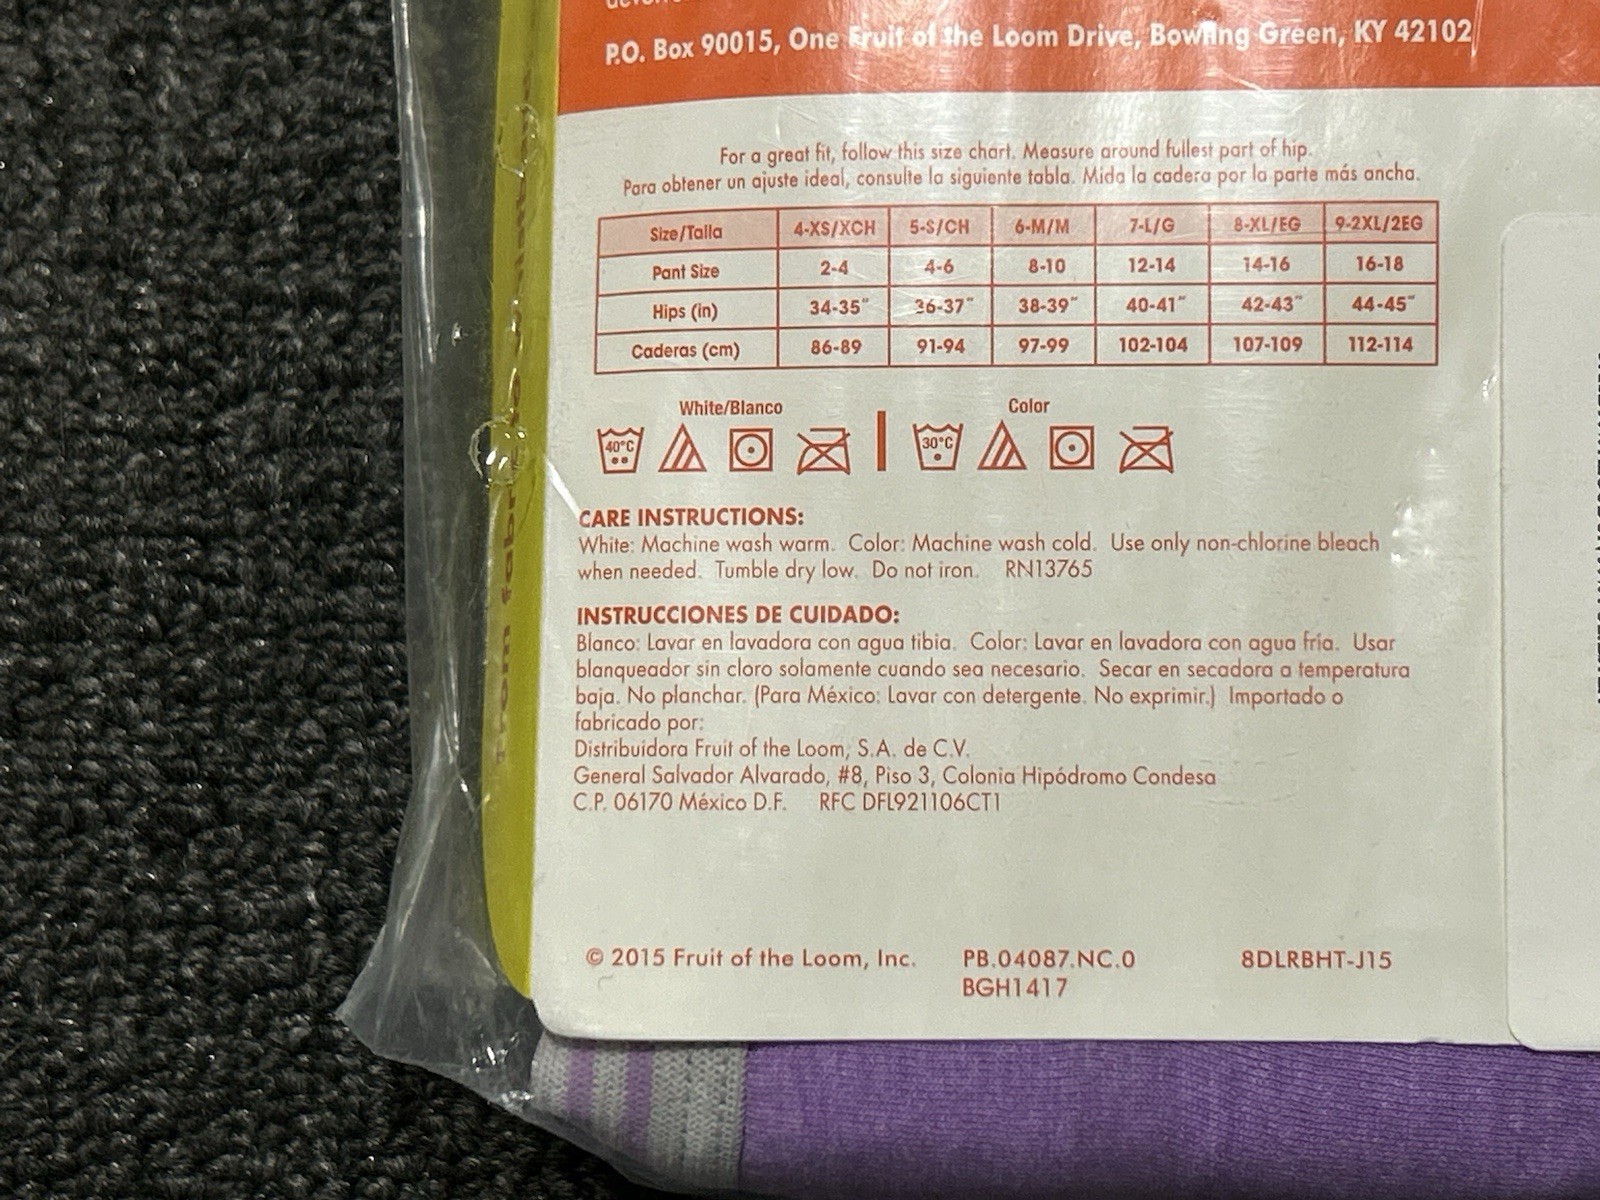 P.O. Box 90015, One Fruit of the Loom Drive, Bowling Green, KY 42102
For a great fit, follow this size chart. Measure around fullest part of hip.
Para obtener un ajuste ideal, consulte la siguiente tabla. Mida la cadera por la parte más ancha.
Size/Talla 4-XS/XCH 5-S/CH 6-M/M 7-L/G 8-XL/EG 9-2XL/2EG
Pant Size 2-4 4-6 8-10 12-14 14-16 16-18
Hips (in) 34-35" 36-37" 38-39" 40-41" 42-43" 44-45"
Caderas (cm) 86-89 91-94 97-99 102-104 107-109 112-114
White/Blanco Color
40°C 30°C
CARE INSTRUCTIONS:
White: Machine wash warm. Color: Machine wash cold. Use only non-chlorine bleach
when needed. Tumble dry low. Do not iron. RN13765
INSTRUCCIONES DE CUIDADO:
Blanco: Lavar en lavadora con agua tibia. Color: Lavar en lavadora con agua fría. Usar
blanqueador sin cloro solamente cuando sea necesario. Secar en secadora a temperatura
baja. No planchar. (Para México: Lavar con detergente. No exprimir.) Importado o
fabricado por:
Distribuidora Fruit of the Loom, S.A. de C.V.
General Salvador Alvarado, #8, Piso 3, Colonia Hipódromo Condesa
C.P. 06170 México D.F. RFC DFL921106CT1
© 2015 Fruit of the Loom, Inc. PB.04087.NC.0 8DLRBHT-J15
BGH1417